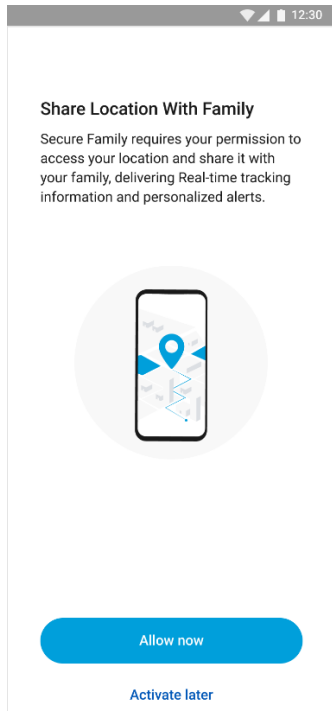 12:30
Share Location With Family
Secure Family requires your permission to
access your location and share it with
your family, delivering Real-time tracking
information and personalized alerts.
Allow now
Activate later